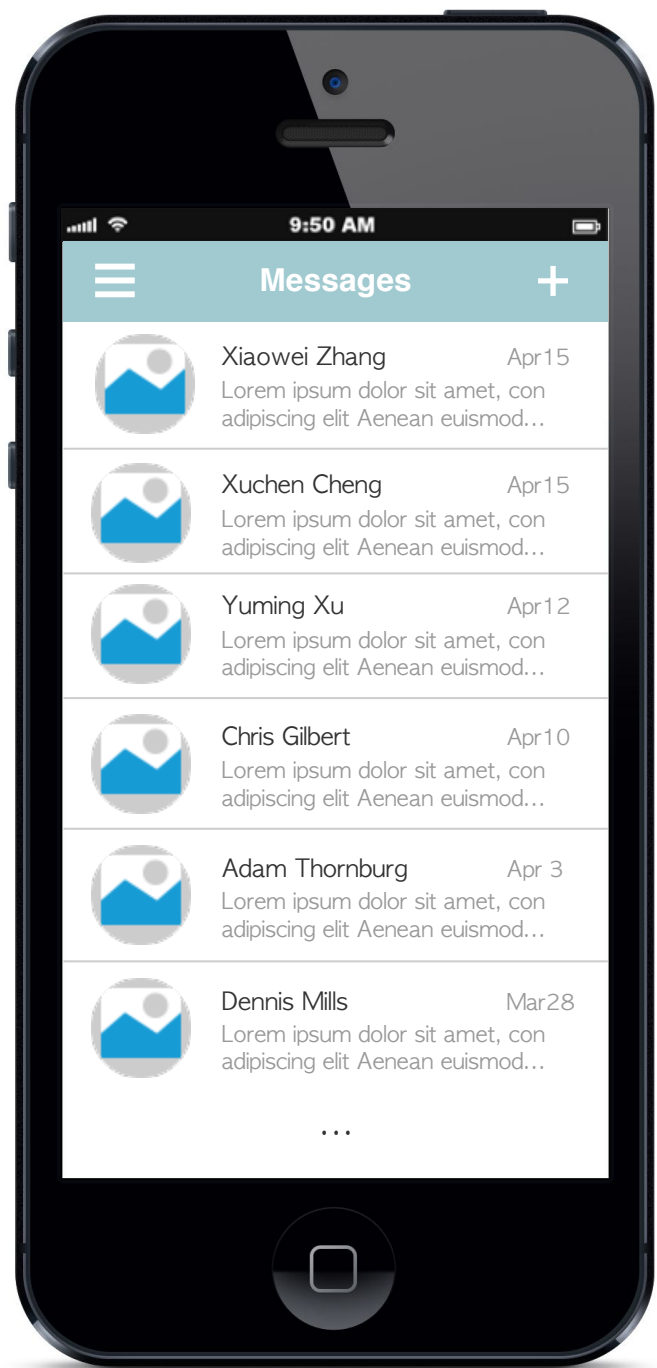 9:50 AM
Messages
Xiaowei Zhang Apr15
Lorem ipsum dolor sit amet, con
adipiscing elit Aenean euismod...
Xuchen Cheng Apr15
Lorem ipsum dolor sit amet, con
adipiscing elit Aenean euismod...
Yuming Xu Apr12
Lorem ipsum dolor sit amet, con
adipiscing elit Aenean euismod...
Chris Gilbert Apr10
Lorem ipsum dolor sit amet, con
adipiscing elit Aenean euismod...
Adam Thornburg Apr 3
Lorem ipsum dolor sit amet, con
adipiscing elit Aenean euismod...
Dennis Mills Mar28
Lorem ipsum dolor sit amet, con
adipiscing elit Aenean euismod...
...